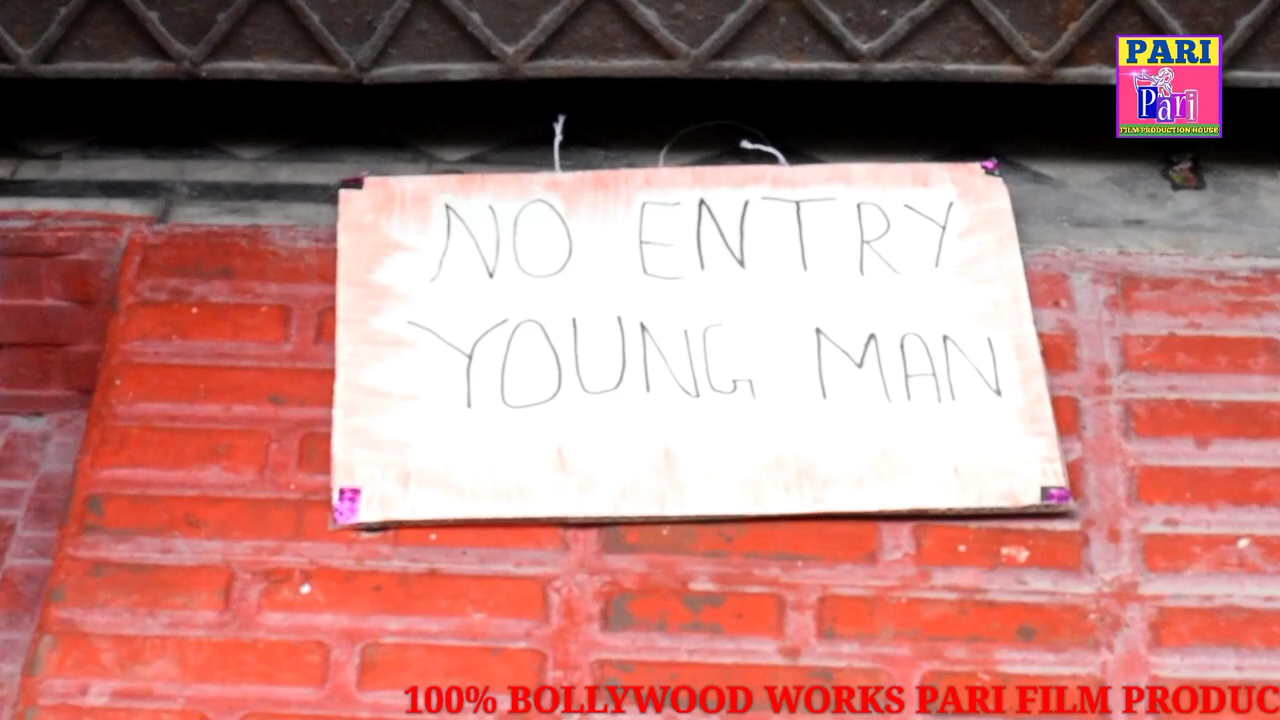 PARI
Pari
FILM PRODUCTION HOUSE
NO ENTRY
YOUNG MAN
100% BOLLYWOOD WORKS PARI FILM PRODUC